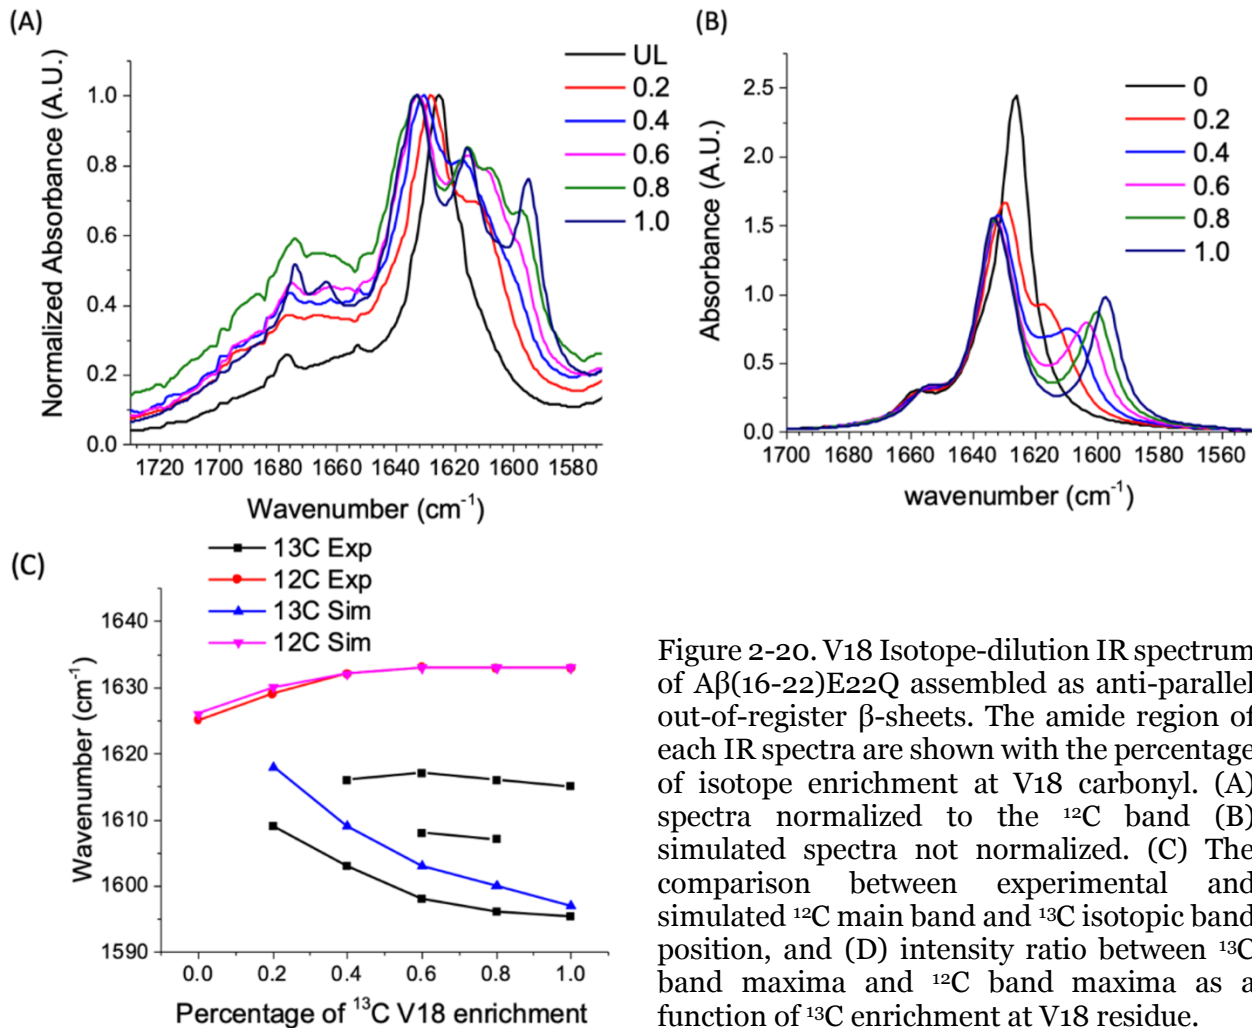 (A)
Normalized Absorbance (A.U.)
1.0
0.8
0.6
0.4
0.2
0.0
1720 1700 1680 1660 1640 1620 1600 1580
Wavenumber (cm⁻¹)
UL
0.2
0.4
0.6
0.8
1.0
(B)
Absorbance (A.U.)
2.5
2.0
1.5
1.0
0.5
0.0
1700 1680 1660 1640 1620 1600 1580 1560
wavenumber (cm⁻¹)
0
0.2
0.4
0.6
0.8
1.0
(C)
13C Exp
12C Exp
13C Sim
12C Sim
Wavenumber (cm⁻¹)
1640
1630
1620
1610
1600
1590
0.0 0.2 0.4 0.6 0.8 1.0
Percentage of ¹³C V18 enrichment
Figure 2-20. V18 Isotope-dilution IR spectrum
of Aβ(16-22)E22Q assembled as anti-parallel
out-of-register β-sheets. The amide region of
each IR spectra are shown with the percentage
of isotope enrichment at V18 carbonyl. (A)
spectra normalized to the ¹²C band (B)
simulated spectra not normalized. (C) The
comparison between experimental and
simulated ¹²C main band and ¹³C isotopic band
position, and (D) intensity ratio between ¹³C
band maxima and ¹²C band maxima as a
function of ¹³C enrichment at V18 residue.